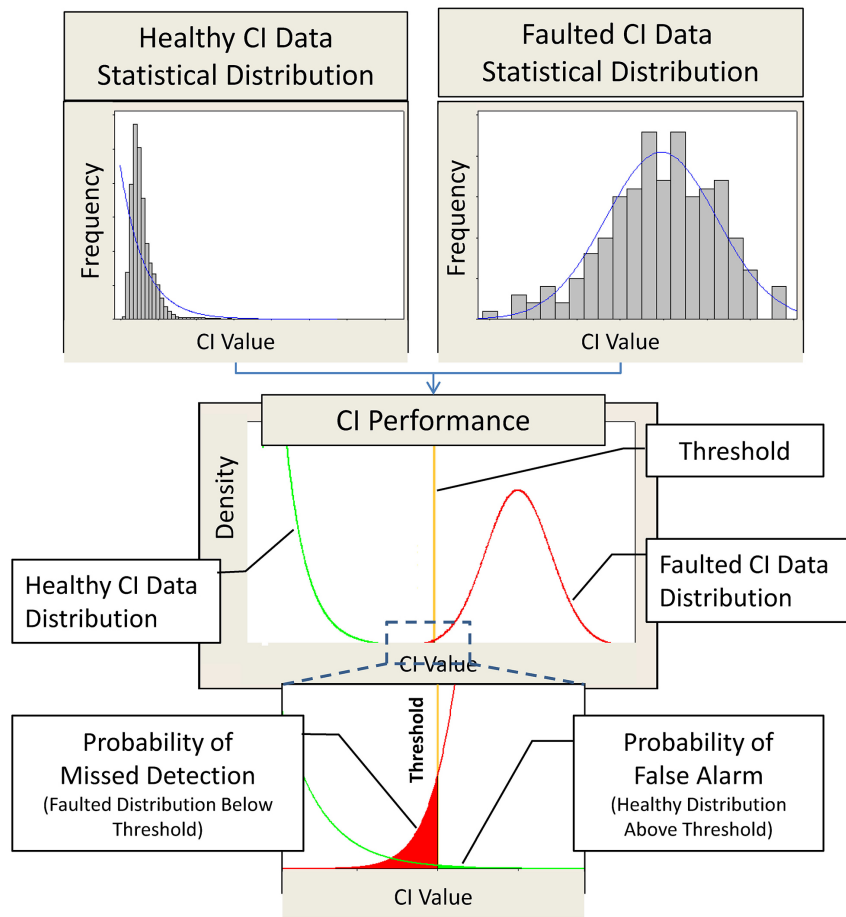 Healthy CI Data
Statistical Distribution
Faulted CI Data
Statistical Distribution
Frequency
CI Value
Frequency
CI Value
CI Performance
Density
Threshold
Healthy CI Data
Distribution
Faulted CI Data
Distribution
CI Value
Threshold
Probability of
Missed Detection
(Faulted Distribution Below
Threshold)
Probability of
False Alarm
(Healthy Distribution
Above Threshold)
CI Value